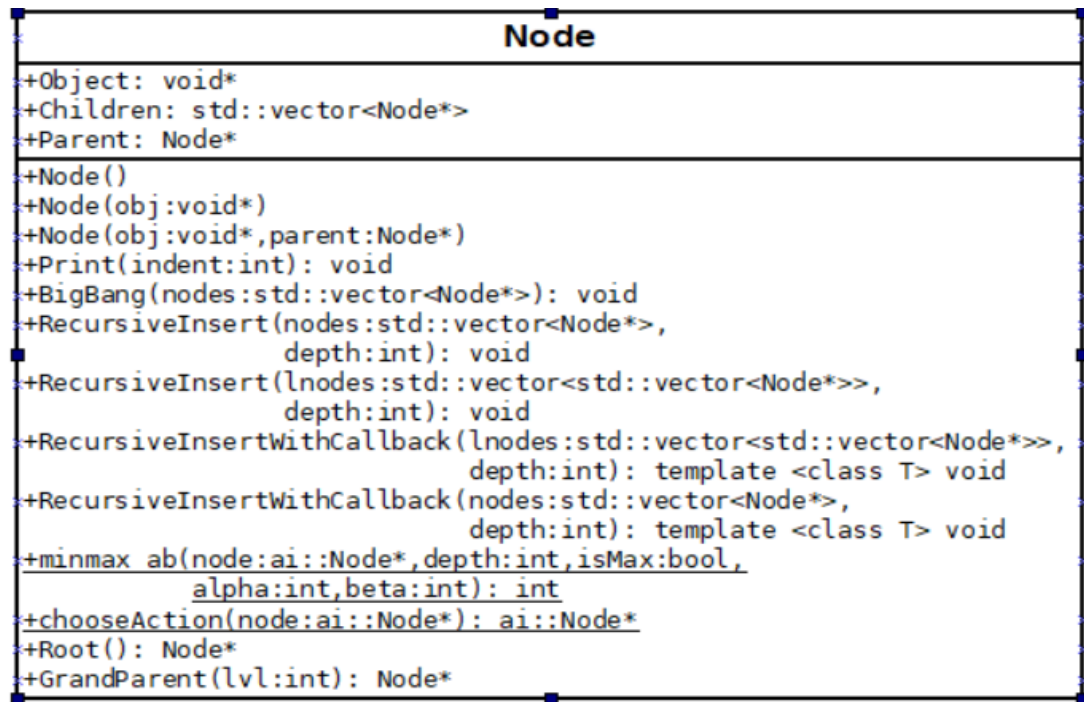 Node
+Object: void*
+Children: std::vector<Node*>
+Parent: Node*
+Node()
+Node(obj:void*)
+Node(obj:void*,parent:Node*)
+Print(indent:int): void
+BigBang(nodes:std::vector<Node*>): void
+RecursiveInsert(nodes:std::vector<Node*>,
depth:int): void
+RecursiveInsert(lnodes:std::vector<std::vector<Node*>>,
depth:int): void
+RecursiveInsertWithCallback(lnodes:std::vector<std::vector<Node*>>,
depth:int): template <class T> void
+RecursiveInsertWithCallback(nodes:std::vector<Node*>,
depth:int): template <class T> void
+minmax_ab(node:ai::Node*,depth:int,isMax:bool,
alpha:int,beta:int): int
+chooseAction(node:ai::Node*): ai::Node*
+Root(): Node*
+GrandParent(lvl:int): Node*